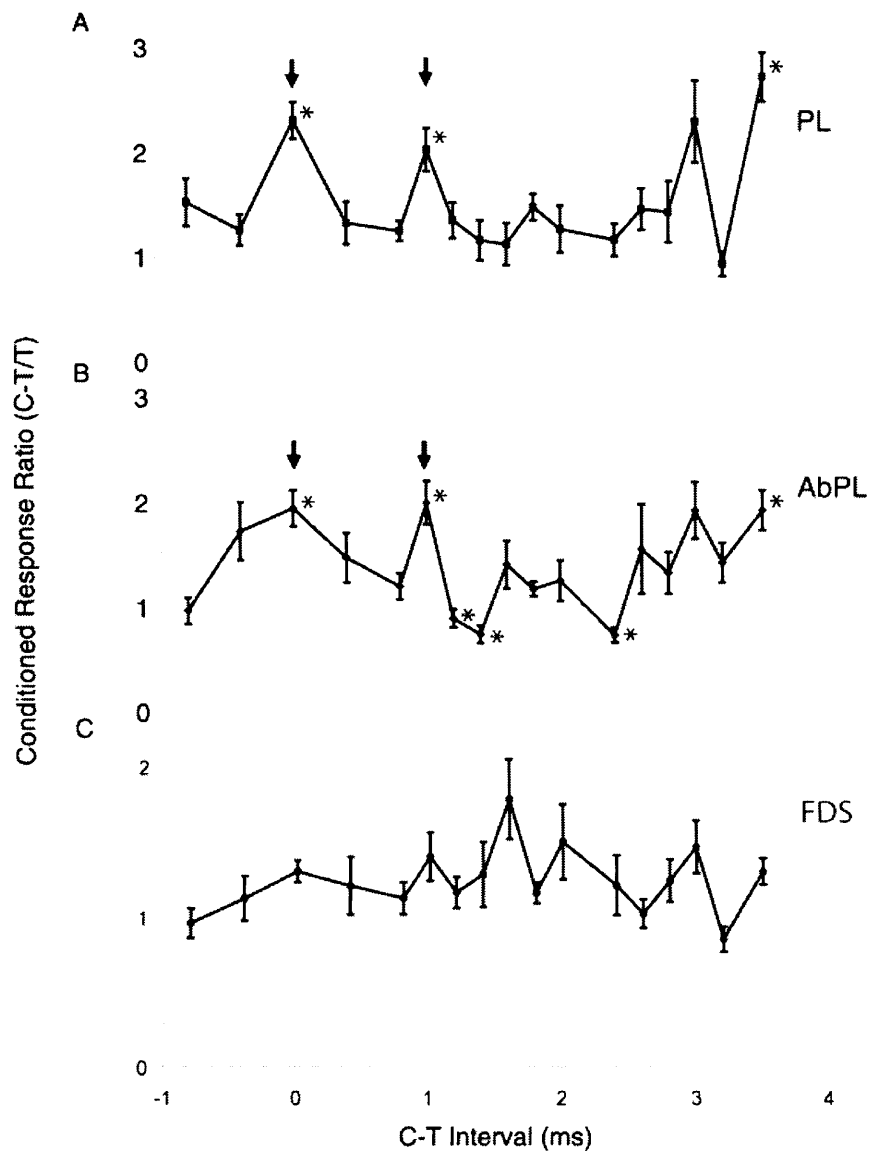 A
3
2
1
0
*
*
*
PL
Conditioned Response Ratio (C-T/T)
B
3
2
1
0
*
*
*
*
*
*
AbPL
C
2
1
0
FDS
-1 0 1 2 3 4
C-T Interval (ms)